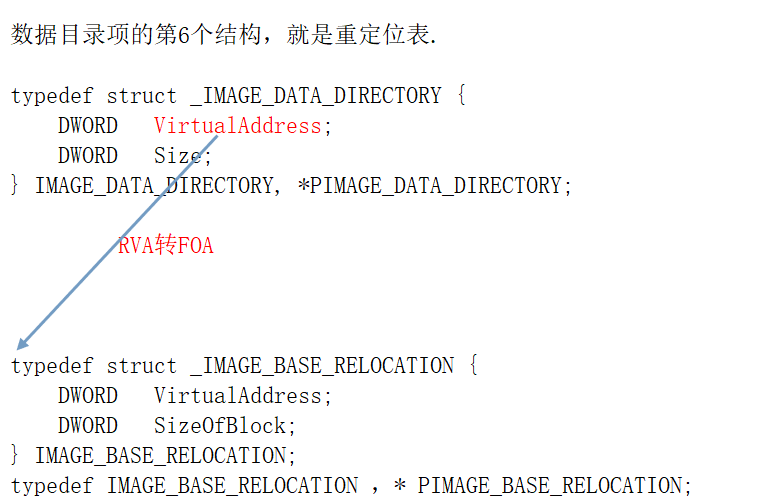 数据目录项的第6个结构，就是重定位表.
typedef struct _IMAGE_DATA_DIRECTORY {
DWORD VirtualAddress;
DWORD Size;
} IMAGE_DATA_DIRECTORY, *PIMAGE_DATA_DIRECTORY;
RVA转FOA
typedef struct _IMAGE_BASE_RELOCATION {
DWORD VirtualAddress;
DWORD SizeOfBlock;
} IMAGE_BASE_RELOCATION;
typedef IMAGE_BASE_RELOCATION ,* PIMAGE_BASE_RELOCATION;